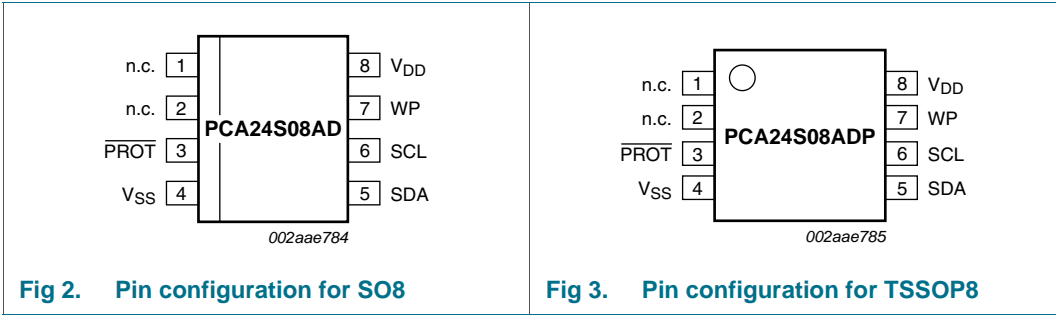 n.c. 1 8 VDD
n.c. 2 7 WP
PROT 3 6 SCL
VSS 4 5 SDA
PCA24S08AD
002aae784
Fig 2. Pin configuration for SO8
n.c. 1 8 VDD
n.c. 2 7 WP
PROT 3 6 SCL
VSS 4 5 SDA
PCA24S08ADP
002aae785
Fig 3. Pin configuration for TSSOP8